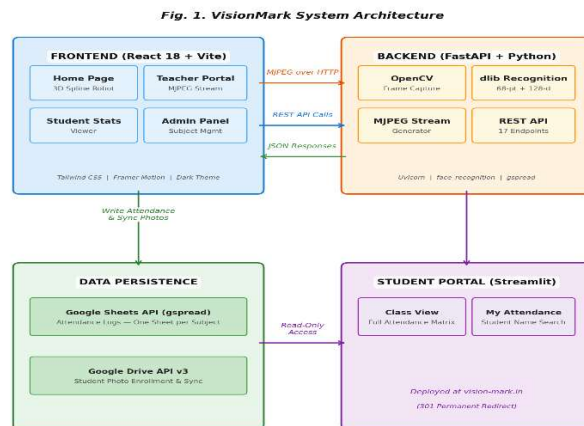 Fig. 1. VisionMark System Architecture
FRONTEND (React 18 + Vite)
Home Page
3D Spline Robot
Teacher Portal
MJPEG Stream
Student Stats
Viewer
Admin Panel
Subject Mgmt
Tailwind CSS | Framer Motion | Dark Theme
MJPEG over HTTP
REST API Calls
JSON Responses
BACKEND (FastAPI + Python)
OpenCV
Frame Capture
dlib Recognition
68-pt + 128-d
MJPEG Stream
Generator
REST API
17 Endpoints
Uvicorn | face_recognition | gspread
Write Attendance
& Sync Photos
DATA PERSISTENCE
Google Sheets API (gspread)
Attendance Logs — One Sheet per Subject
Google Drive API v3
Student Photo Enrollment & Sync
Read-Only
Access
STUDENT PORTAL (Streamlit)
Class View
Full Attendance Matrix
My Attendance
Student Name Search
Deployed at vision-mark.in
(301 Permanent Redirect)